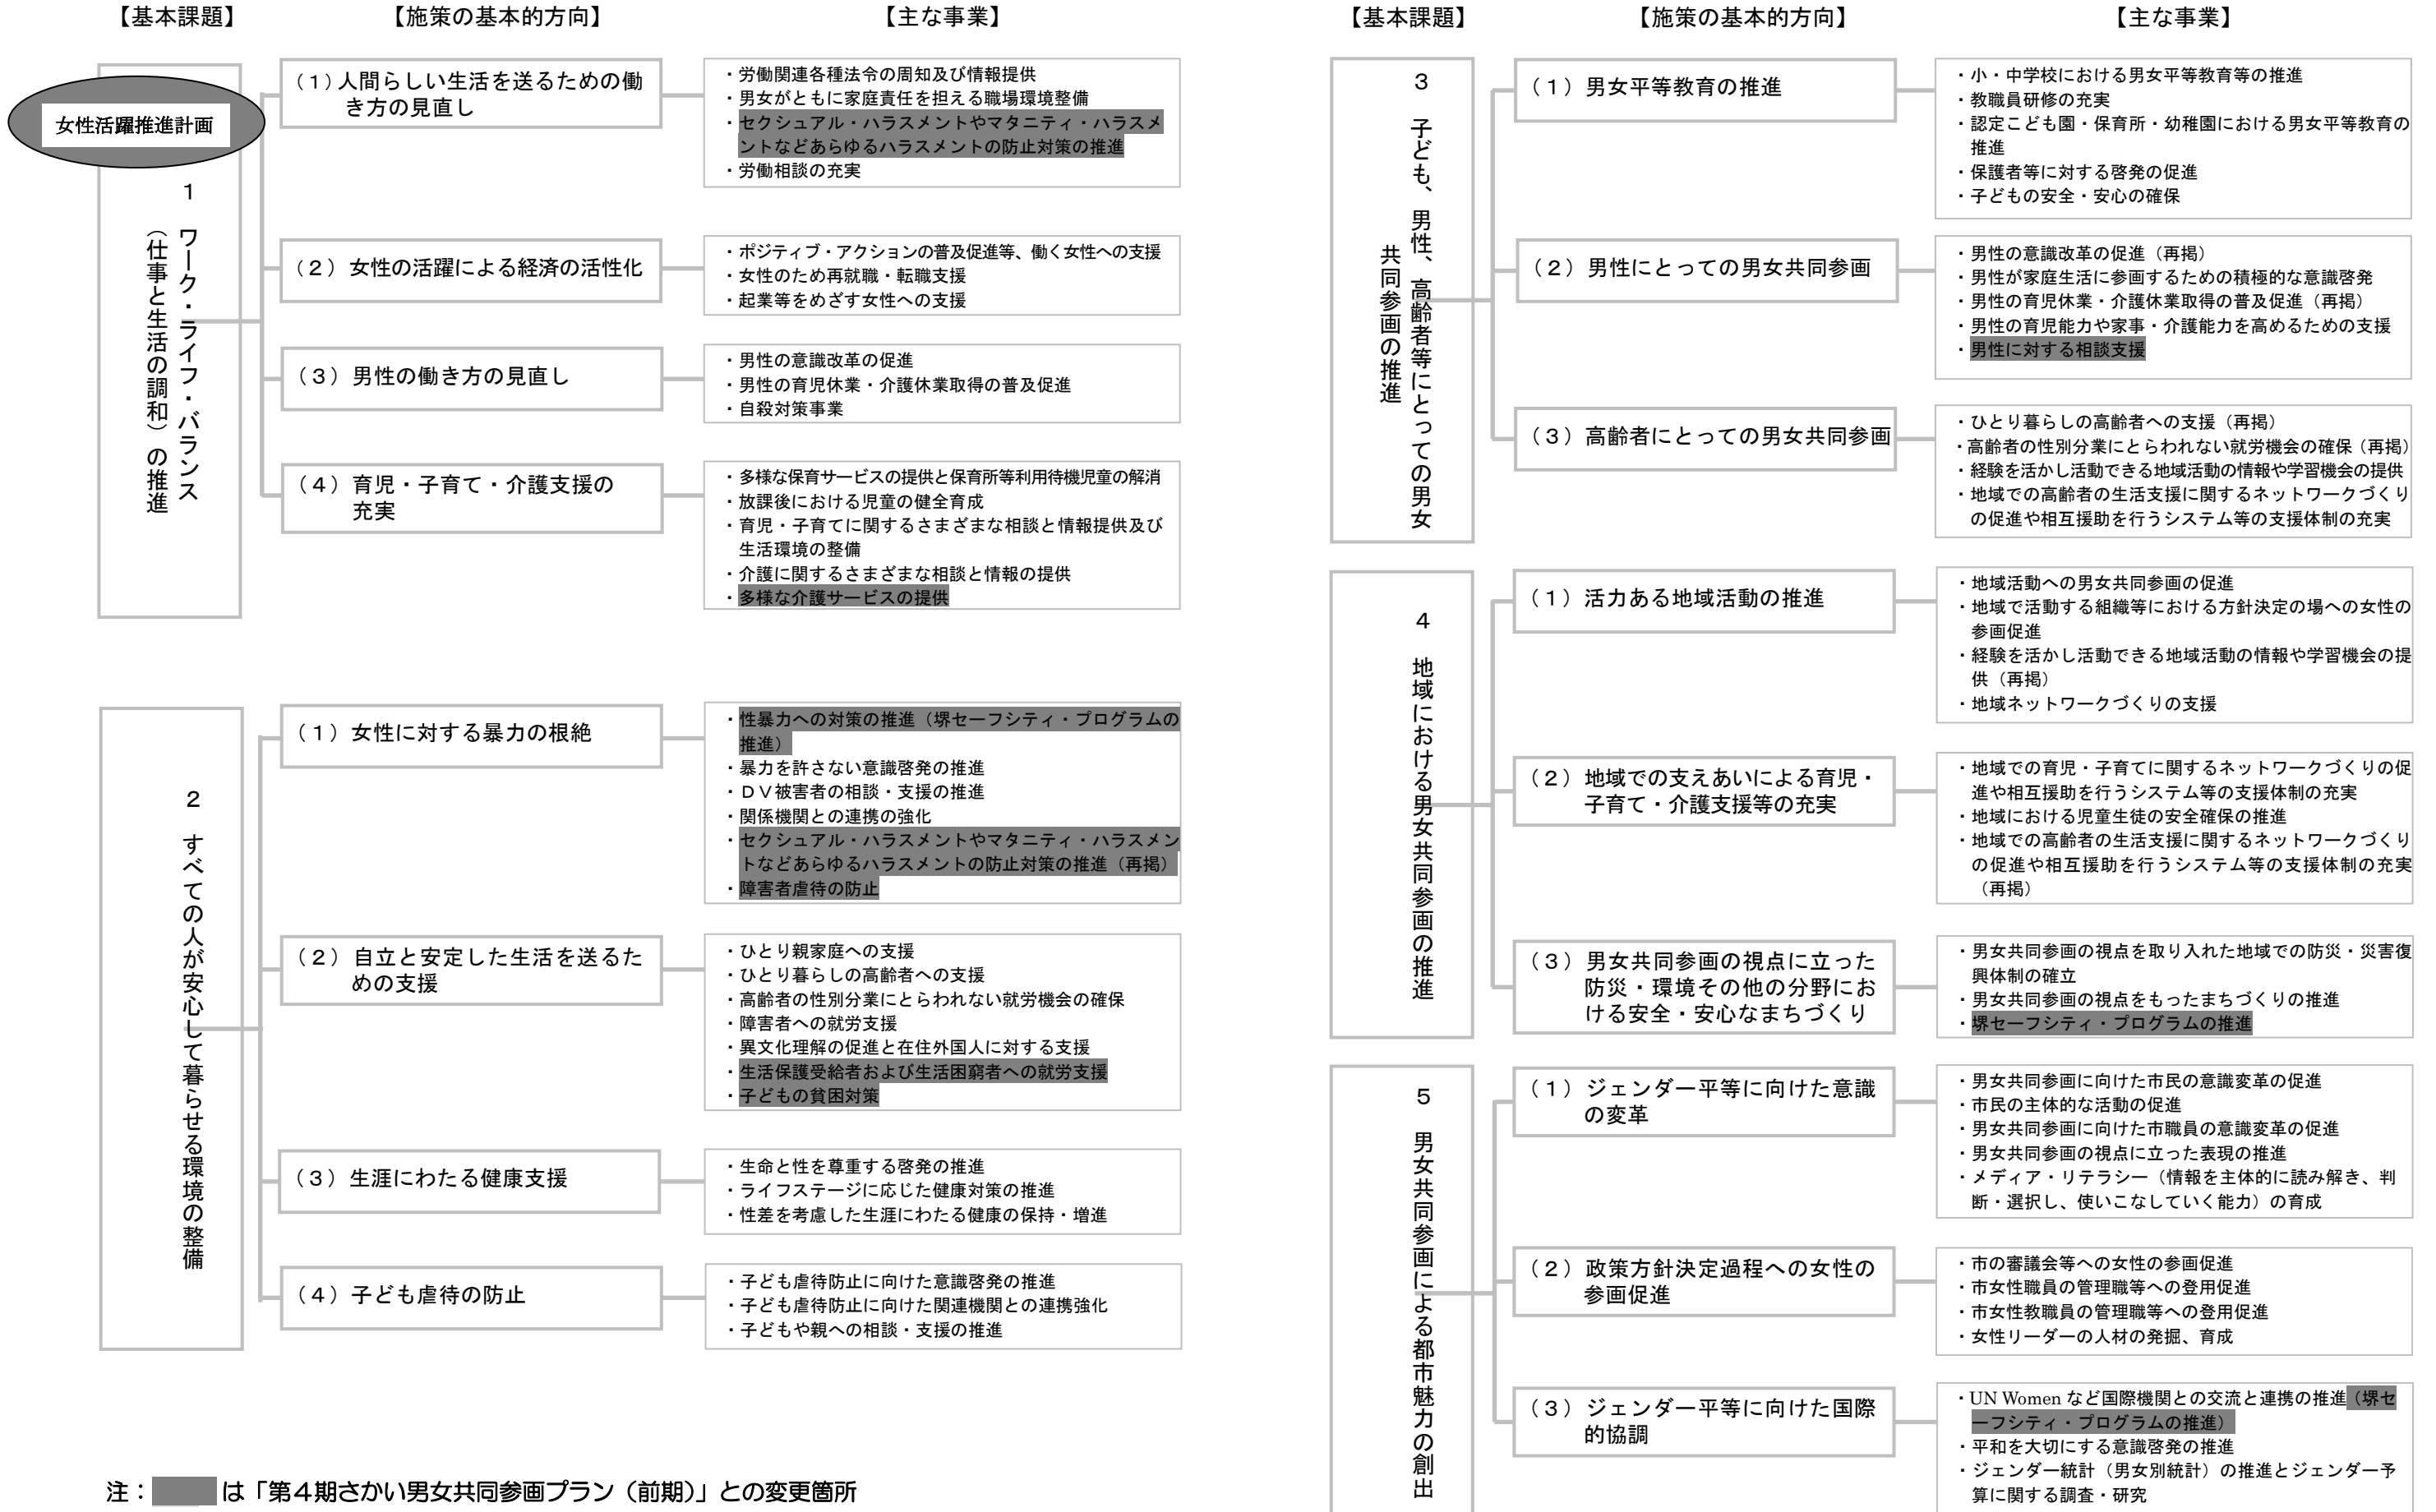 【基本課題】 【施策の基本的方向】 【主な事業】
女性活躍推進計画
1 ワーク・ライフ・バランス
（仕事と生活の調和）の推進
（1）人間らしい生活を送るための働
き方の見直し
・労働関連各種法令の周知及び情報提供
・男女がともに家庭責任を担える職場環境整備
・セクシュアル・ハラスメントやマタニティ・ハラスメ
ントなどあらゆるハラスメントの防止対策の推進
・労働相談の充実
（2）女性の活躍による経済の活性化
・ポジティブ・アクションの普及促進等、働く女性への支援
・女性のため再就職・転職支援
・起業等をめざす女性への支援
（3）男性の働き方の見直し
・男性の意識改革の促進
・男性の育児休業・介護休業取得の普及促進
・自殺対策事業
（4）育児・子育て・介護支援の
充実
・多様な保育サービスの提供と保育所等利用待機児童の解消
・放課後における児童の健全育成
・育児・子育てに関するさまざまな相談と情報提供及び
生活環境の整備
・介護に関するさまざまな相談と情報の提供
・多様な介護サービスの提供
2 すべての人が安心して暮らせる環境の整備
（1）女性に対する暴力の根絶
・性暴力への対策の推進（堺セーフシティ・プログラムの
推進）
・暴力を許さない意識啓発の推進
・ＤＶ被害者の相談・支援の推進
・関係機関との連携の強化
・セクシュアル・ハラスメントやマタニティ・ハラスメン
トなどあらゆるハラスメントの防止対策の推進（再掲）
・障害者虐待の防止
（2）自立と安定した生活を送るた
めの支援
・ひとり親家庭への支援
・ひとり暮らしの高齢者への支援
・高齢者の性別分業にとらわれない就労機会の確保
・障害者への就労支援
・異文化理解の促進と在住外国人に対する支援
・生活保護受給者および生活困窮者への就労支援
・子どもの貧困対策
（3）生涯にわたる健康支援
・生命と性を尊重する啓発の推進
・ライフステージに応じた健康対策の推進
・性差を考慮した生涯にわたる健康の保持・増進
（4）子ども虐待の防止
・子ども虐待防止に向けた意識啓発の推進
・子ども虐待防止に向けた関連機関との連携強化
・子どもや親への相談・支援の推進
注： は「第４期さかい男女共同参画プラン（前期）」との変更箇所
【基本課題】 【施策の基本的方向】 【主な事業】
3 子ども、男性、高齢者等にとっての男女
共同参画の推進
（1）男女平等教育の推進
・小・中学校における男女平等教育等の推進
・教職員研修の充実
・認定こども園・保育所・幼稚園における男女平等教育の
推進
・保護者等に対する啓発の促進
・子どもの安全・安心の確保
（2）男性にとっての男女共同参画
・男性の意識改革の促進（再掲）
・男性が家庭生活に参画するための積極的な意識啓発
・男性の育児休業・介護休業取得の普及促進（再掲）
・男性の育児能力や家事・介護能力を高めるための支援
・男性に対する相談支援
（3）高齢者にとっての男女共同参画
・ひとり暮らしの高齢者への支援（再掲）
・高齢者の性別分業にとらわれない就労機会の確保（再掲）
・経験を活かし活動できる地域活動の情報や学習機会の提供
・地域での高齢者の生活支援に関するネットワークづくり
の促進や相互援助を行うシステム等の支援体制の充実
4 地域における男女共同参画の推進
（1）活力ある地域活動の推進
・地域活動への男女共同参画の促進
・地域で活動する組織等における方針決定の場への女性の
参画促進
・経験を活かし活動できる地域活動の情報や学習機会の提
供（再掲）
・地域ネットワークづくりの支援
（2）地域での支えあいによる育児・
子育て・介護支援等の充実
・地域での育児・子育てに関するネットワークづくりの促
進や相互援助を行うシステム等の支援体制の充実
・地域における児童生徒の安全確保の推進
・地域での高齢者の生活支援に関するネットワークづくり
の促進や相互援助を行うシステム等の支援体制の充実
（再掲）
（3）男女共同参画の視点に立った
防災・環境その他の分野にお
ける安全・安心なまちづくり
・男女共同参画の視点を取り入れた地域での防災・災害復
興体制の確立
・男女共同参画の視点をもったまちづくりの推進
・堺セーフシティ・プログラムの推進
5 男女共同参画による都市魅力の創出
（1）ジェンダー平等に向けた意識
の変革
・男女共同参画に向けた市民の意識変革の促進
・市民の主体的な活動の促進
・男女共同参画に向けた市職員の意識変革の促進
・男女共同参画の視点に立った表現の推進
・メディア・リテラシー（情報を主体的に読み解き、判
断・選択し、使いこなしていく能力）の育成
（2）政策方針決定過程への女性の
参画促進
・市の審議会等への女性の参画促進
・市女性職員の管理職等への登用促進
・市女性教職員の管理職等への登用促進
・女性リーダーの人材の発掘、育成
（3）ジェンダー平等に向けた国際
的協調
・UN Women など国際機関との交流と連携の推進（堺セ
ーフシティ・プログラムの推進）
・平和を大切にする意識啓発の推進
・ジェンダー統計（男女別統計）の推進とジェンダー予
算に関する調査・研究